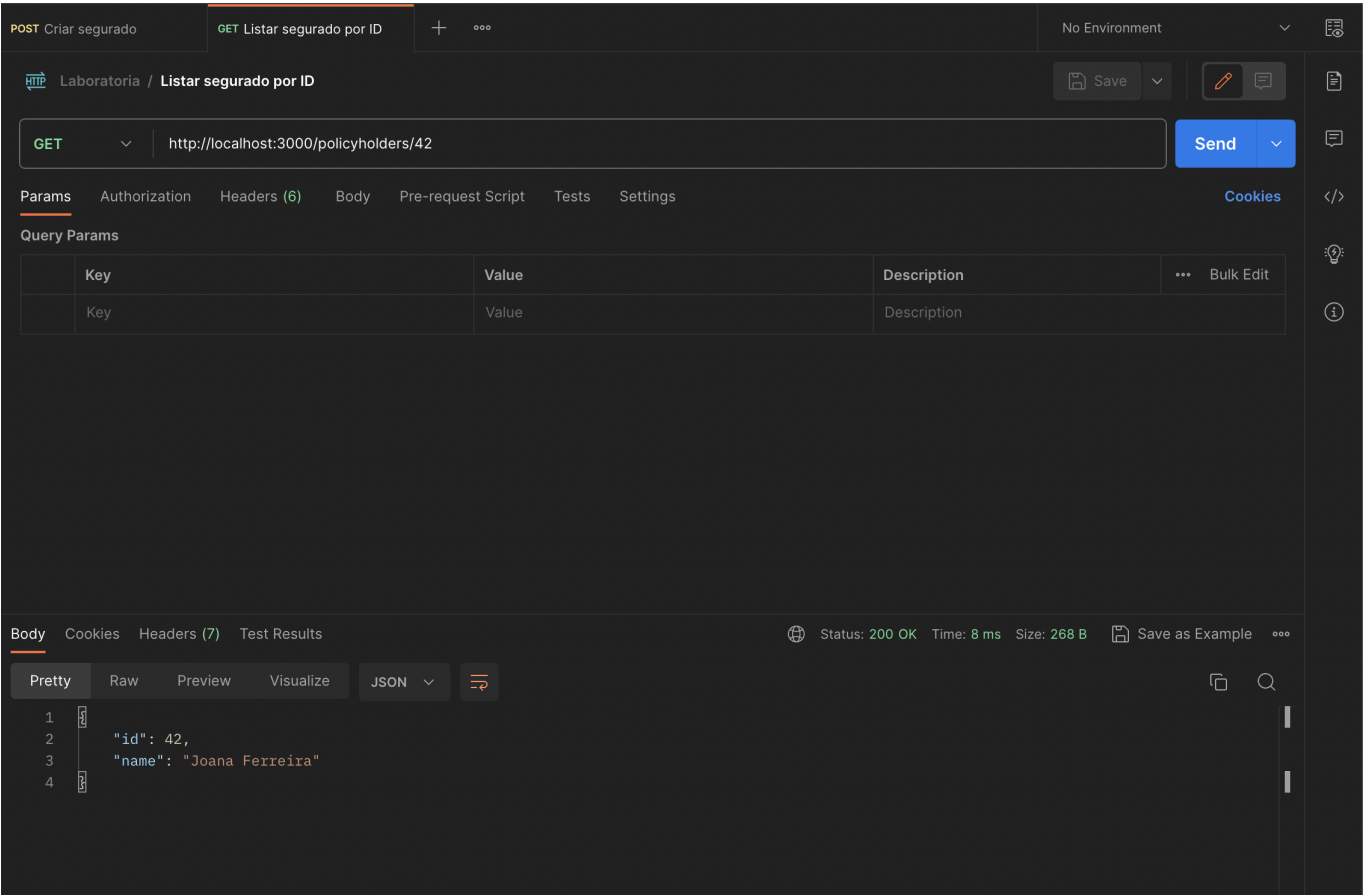 POST Criar segurado GET Listar segurado por ID No Environment
HTTP Laboratoria / Listar segurado por ID Save
GET http://localhost:3000/policyholders/42 Send
Params Authorization Headers (6) Body Pre-request Script Tests Settings Cookies
Query Params
Key Value Description Bulk Edit
Key Value Description
Body Cookies Headers (7) Test Results Status: 200 OK Time: 8 ms Size: 268 B Save as Example
Pretty Raw Preview Visualize JSON
1 {
2 "id": 42,
3 "name": "Joana Ferreira"
4 }